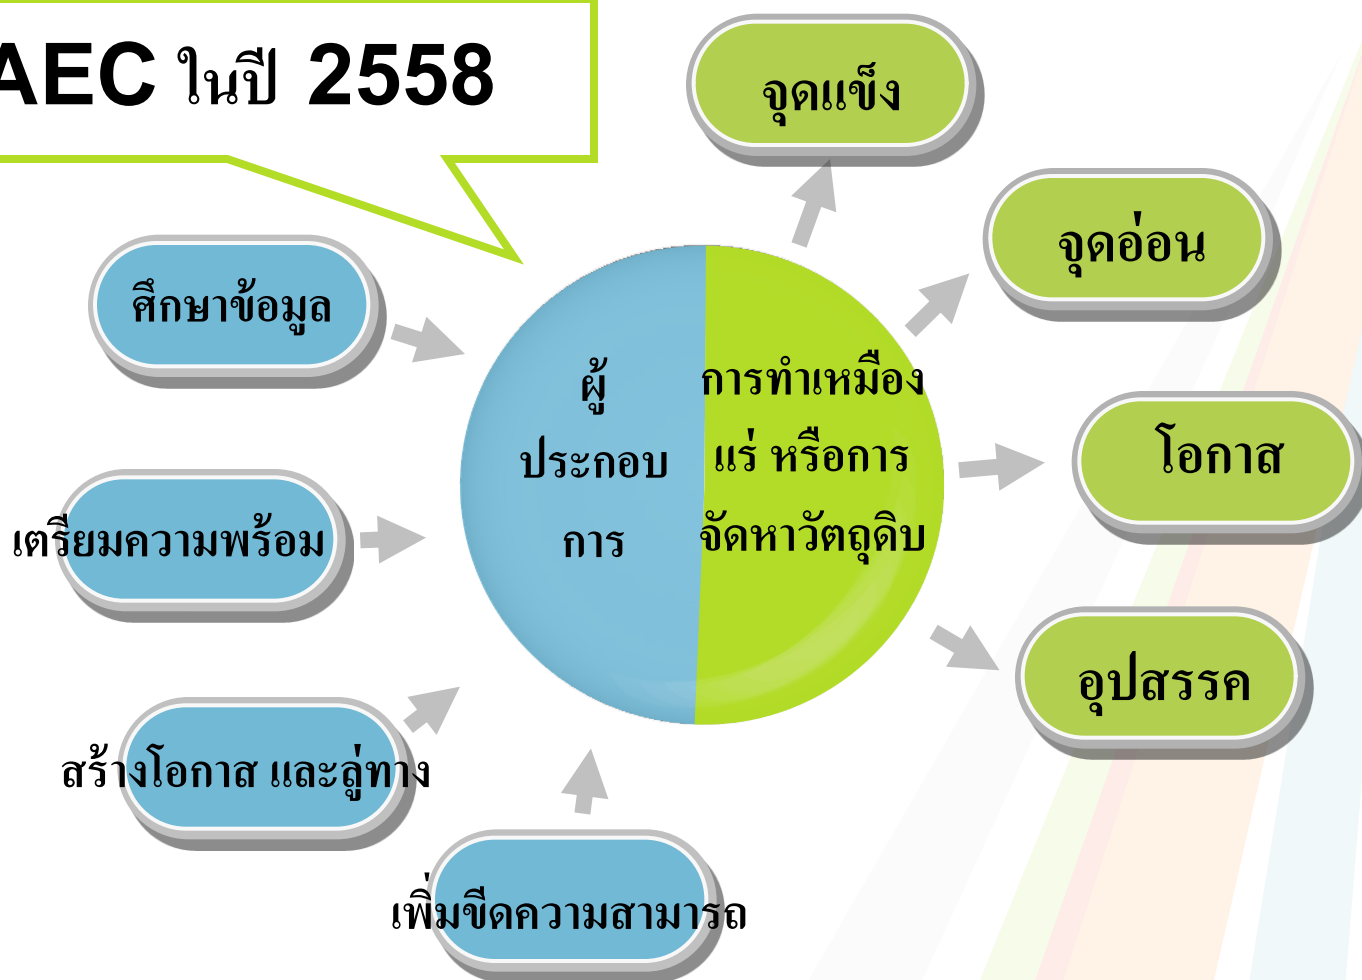 AEC ในปี 2558
จุดแข็ง
จุดอ่อน
ศึกษาข้อมูล
ผู้
ประกอบ
การ
การทำเหมือง
แร่ หรือการ
จัดหาวัตถุดิบ
โอกาส
เตรียมความพร้อม
อุปสรรค
สร้างโอกาส และลู่ทาง
เพิ่มขีดความสามารถ